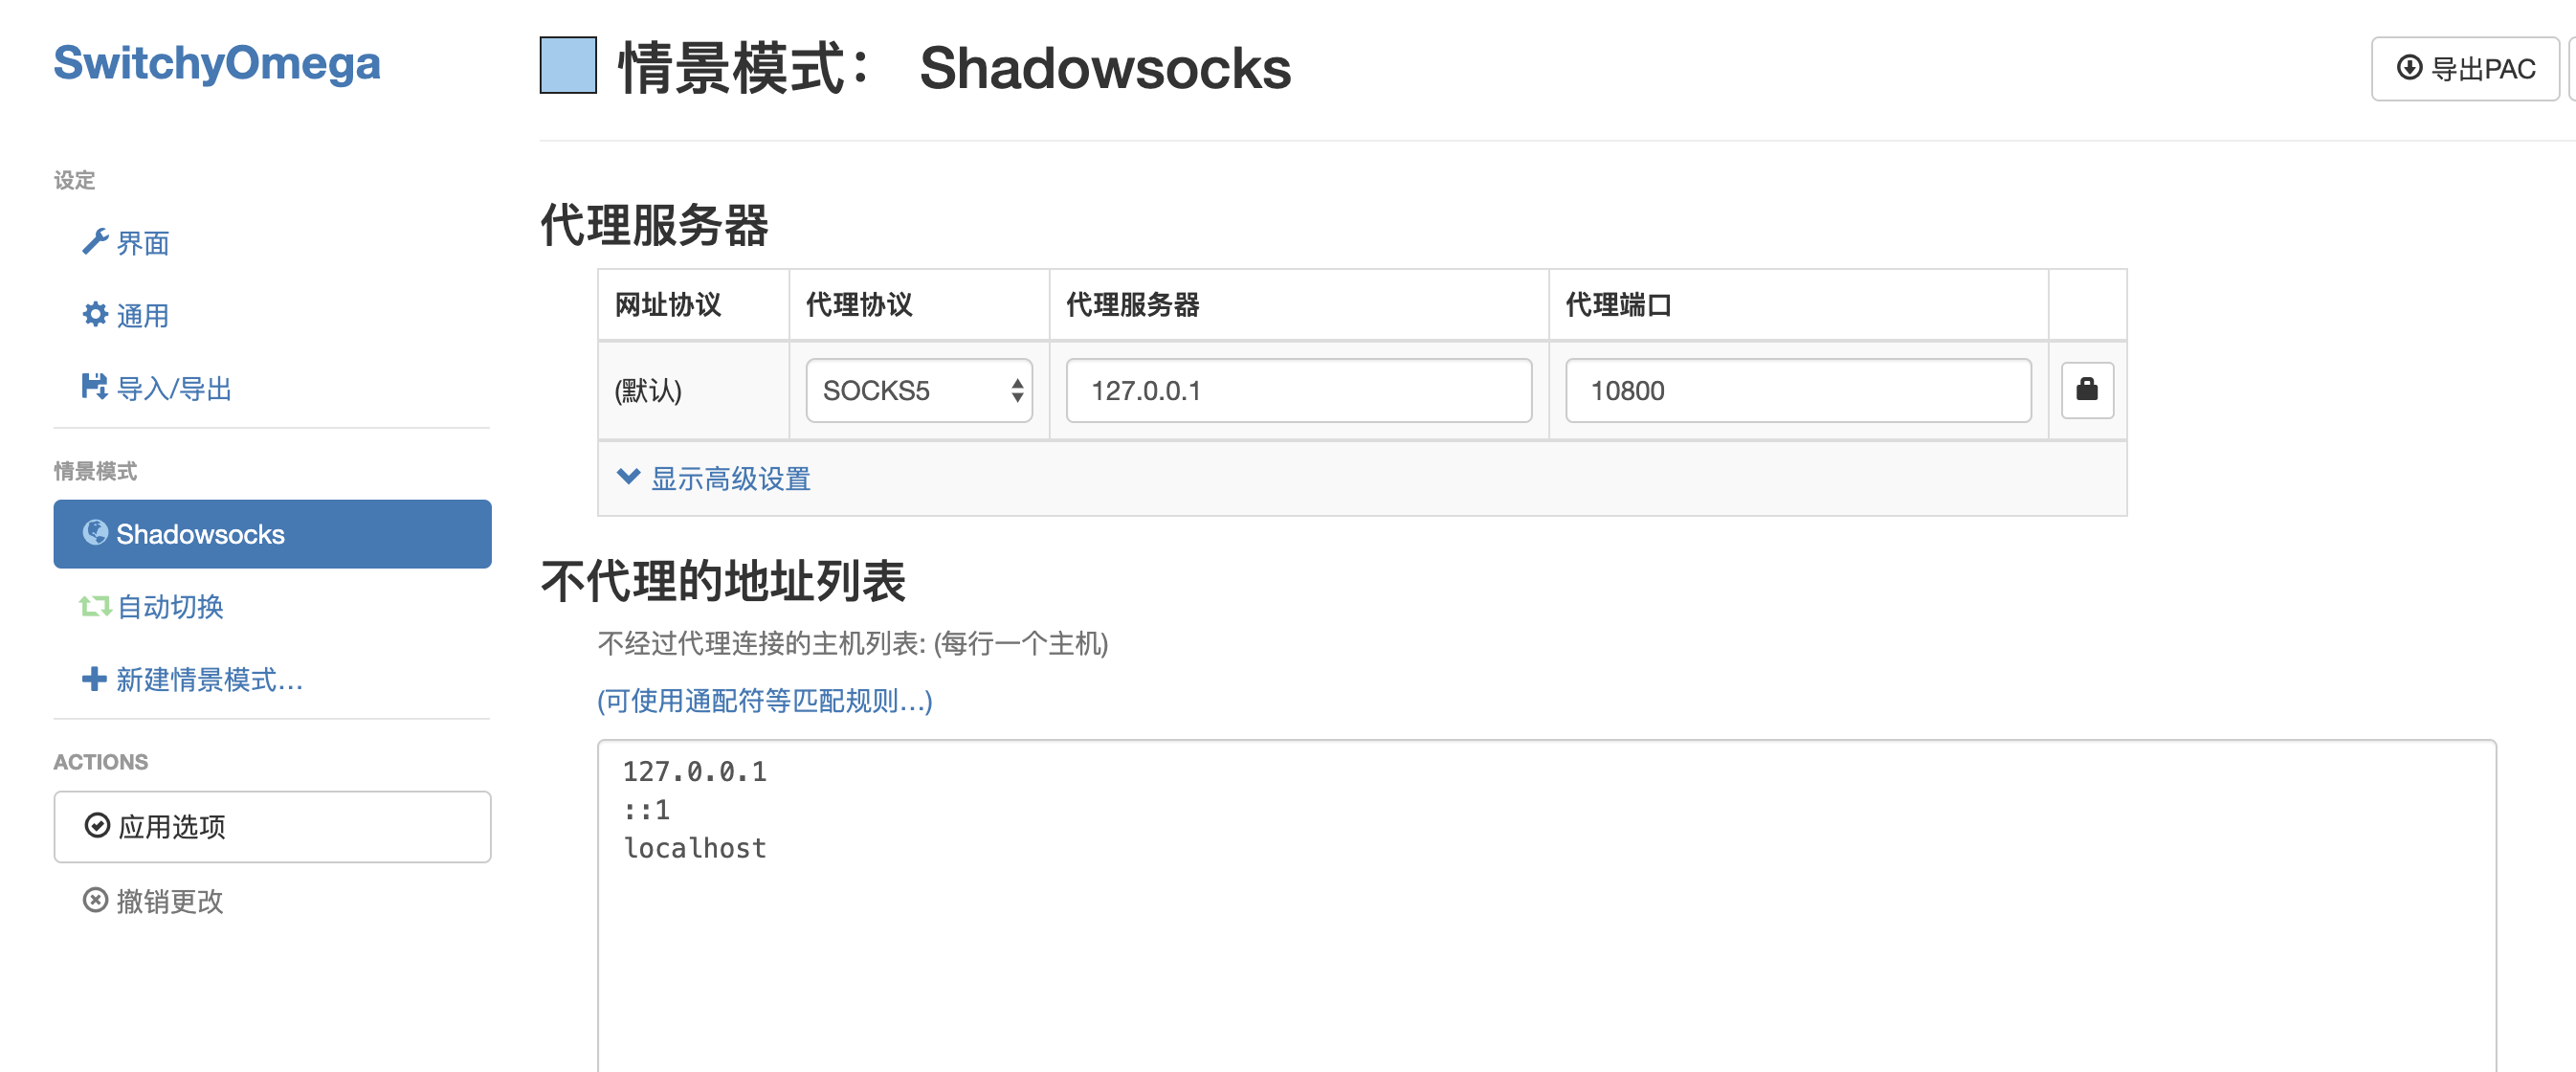 SwitchyOmega
设定
界面
通用
导入/导出
情景模式
Shadowsocks
自动切换
新建情景模式...
ACTIONS
应用选项
撤销更改
情景模式： Shadowsocks
导出PAC
代理服务器
网址协议 代理协议 代理服务器 代理端口
(默认) SOCKS5 127.0.0.1 10800
显示高级设置
不代理的地址列表
不经过代理连接的主机列表: (每行一个主机)
(可使用通配符等匹配规则...)
127.0.0.1
::1
localhost